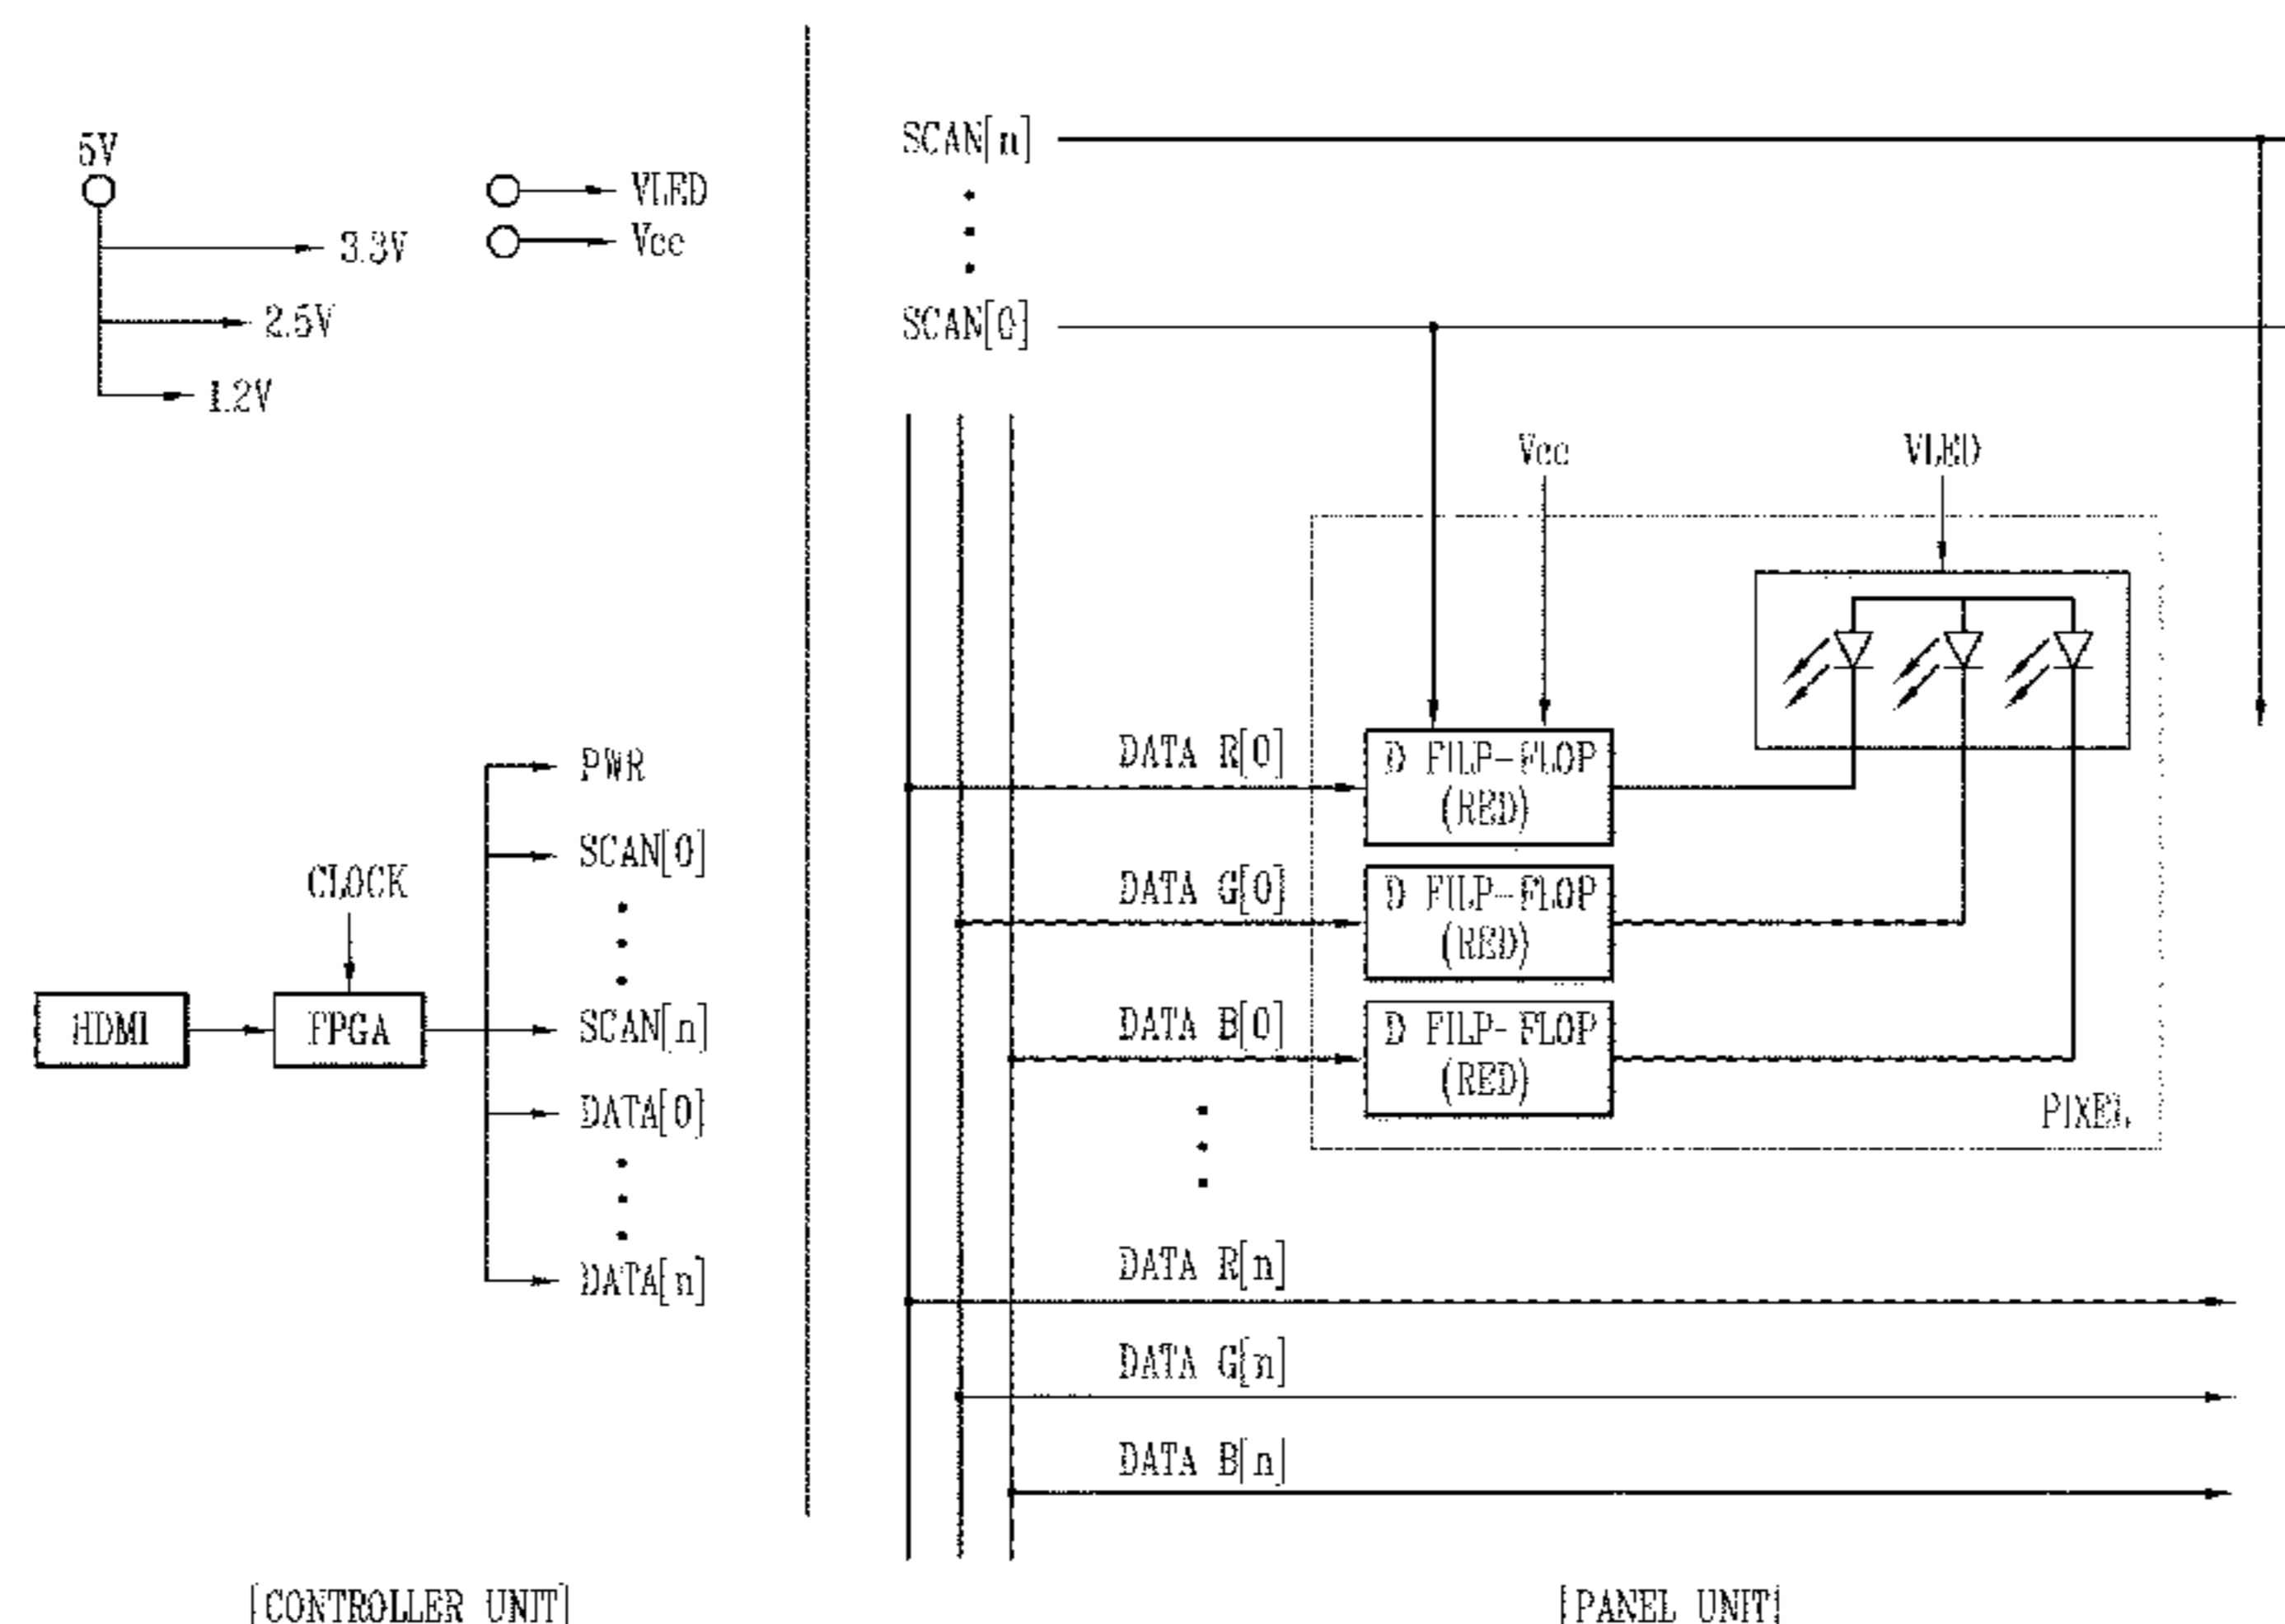 5V
3.3V
2.5V
1.2V
VLED
Vcc
CLOCK
HDMI
FPGA
PWR
SCAN[0]
SCAN[n]
DATA[0]
DATA[n]
[CONTROLLER UNIT]
SCAN[n]
SCAN[0]
Vcc
VLED
DATA R[0]
D FILP-FLOP
(RED)
DATA G[0]
D FILP-FLOP
(RED)
DATA B[0]
D FILP-FLOP
(RED)
PIXEL
DATA R[n]
DATA G[n]
DATA B[n]
[PANEL UNIT]